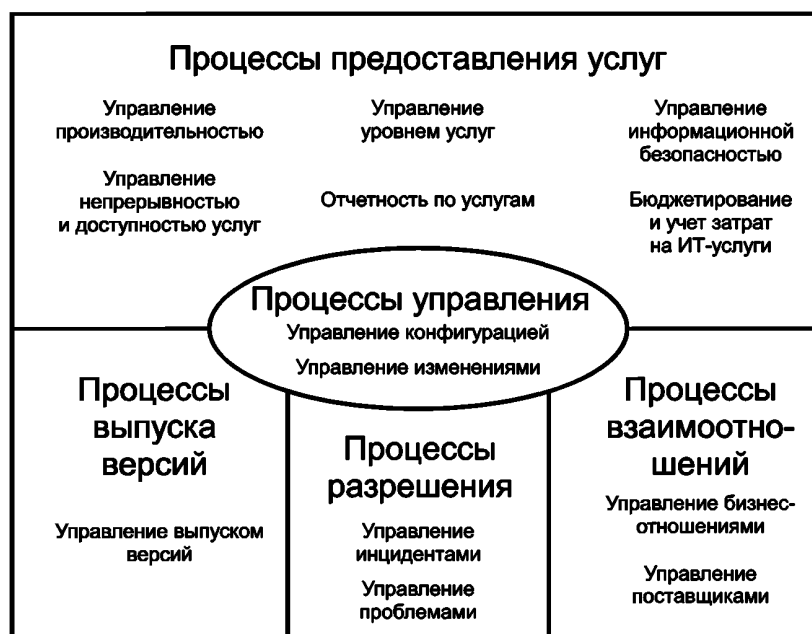 Процессы предоставления услуг
Управление
производительностью
Управление
уровнем услуг
Управление
информационной
безопасностью
Управление
непрерывностью
и доступностью услуг
Отчетность по услугам
Бюджетирование
и учет затрат
на ИТ-услуги
Процессы управления
Управление конфигурацией
Управление изменениями
Процессы
выпуска
версий
Управление выпуском
версий
Процессы
разрешения
Управление
инцидентами
Управление
проблемами
Процессы
взаимоотно-
шений
Управление бизнес-
отношениями
Управление
поставщиками